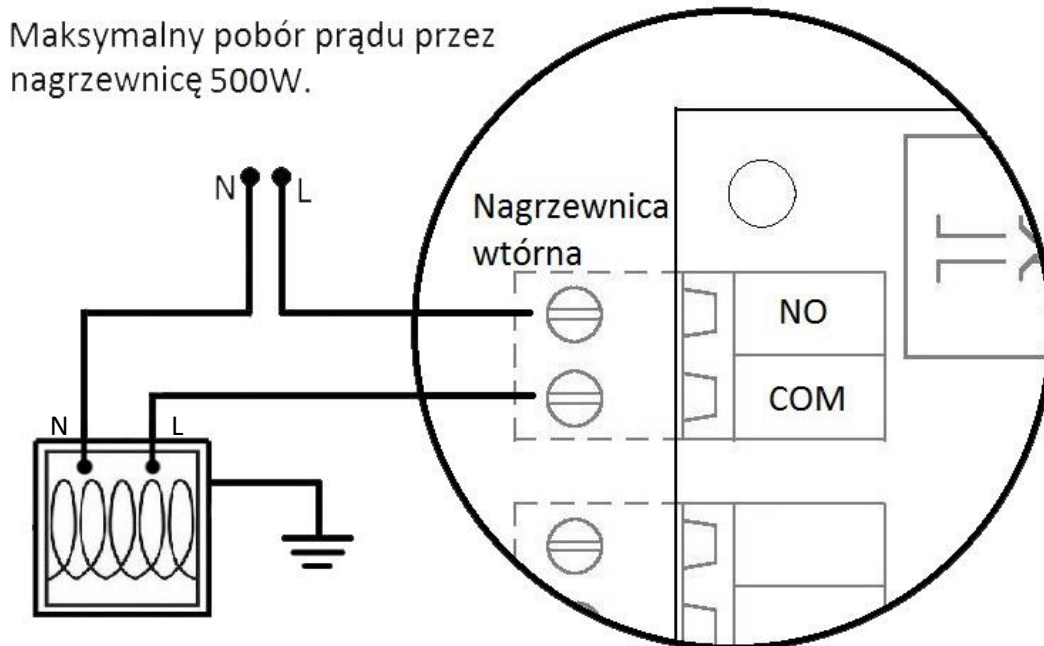 Maksymalny pobór prądu przez
nagrzewnicę 500W.
N L
Nagrzewnica
wtórna
NO
COM
N L